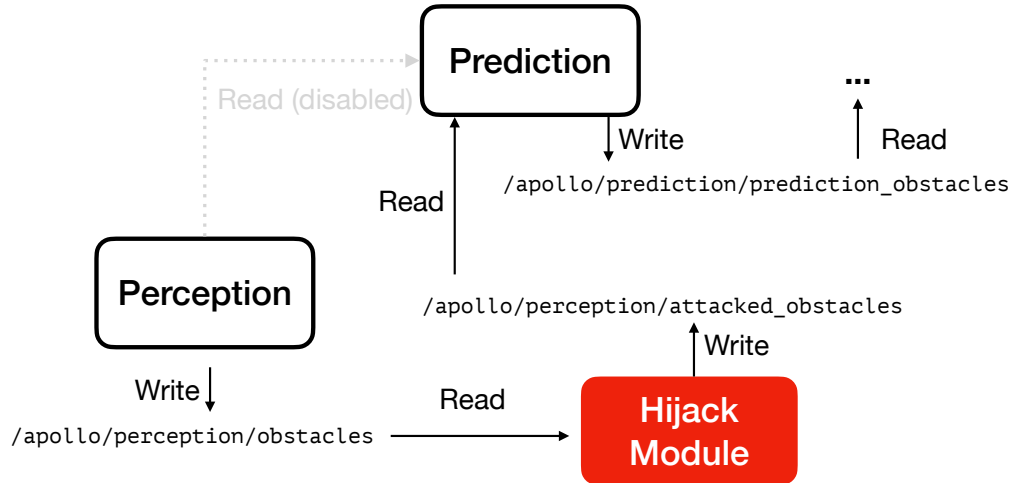 Prediction
...
Read (disabled)
Write
Read
/apollo/prediction/prediction_obstacles
Read
Perception
/apollo/perception/attacked_obstacles
Write
Write
Read
Hijack
Module
/apollo/perception/obstacles